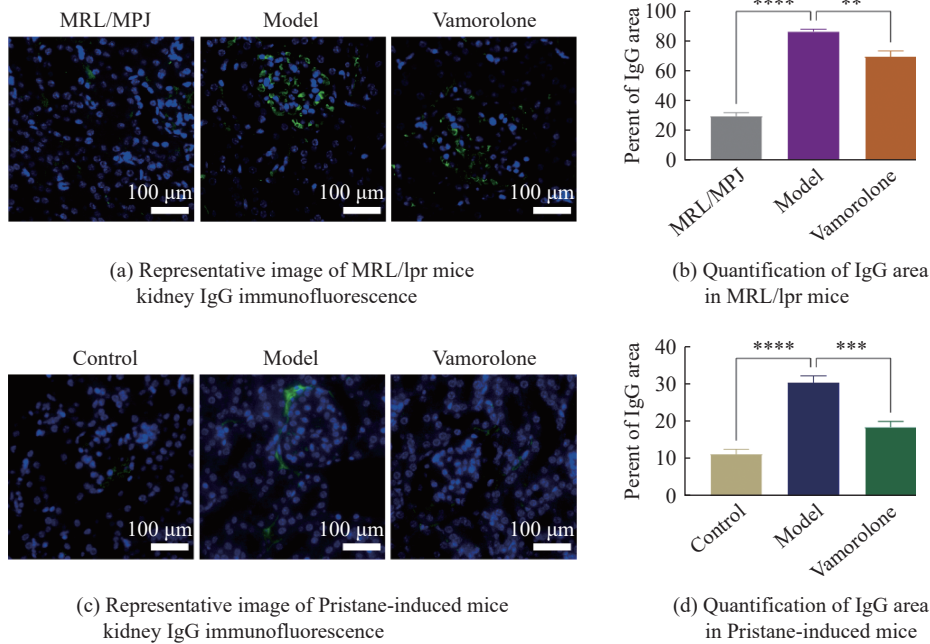 MRL/MPJ Model Vamorolone
100 μm 100 μm 100 μm
(a) Representative image of MRL/lpr mice
kidney IgG immunofluorescence
**** **
Perent of IgG area
100
80
60
40
20
0
MRL/MPJ Model Vamorolone
(b) Quantification of IgG area
in MRL/lpr mice
Control Model Vamorolone
100 μm 100 μm 100 μm
(c) Representative image of Pristane-induced mice
kidney IgG immunofluorescence
**** ***
Perent of IgG area
40
30
20
10
0
Control Model Vamorolone
(d) Quantification of IgG area
in Pristane-induced mice